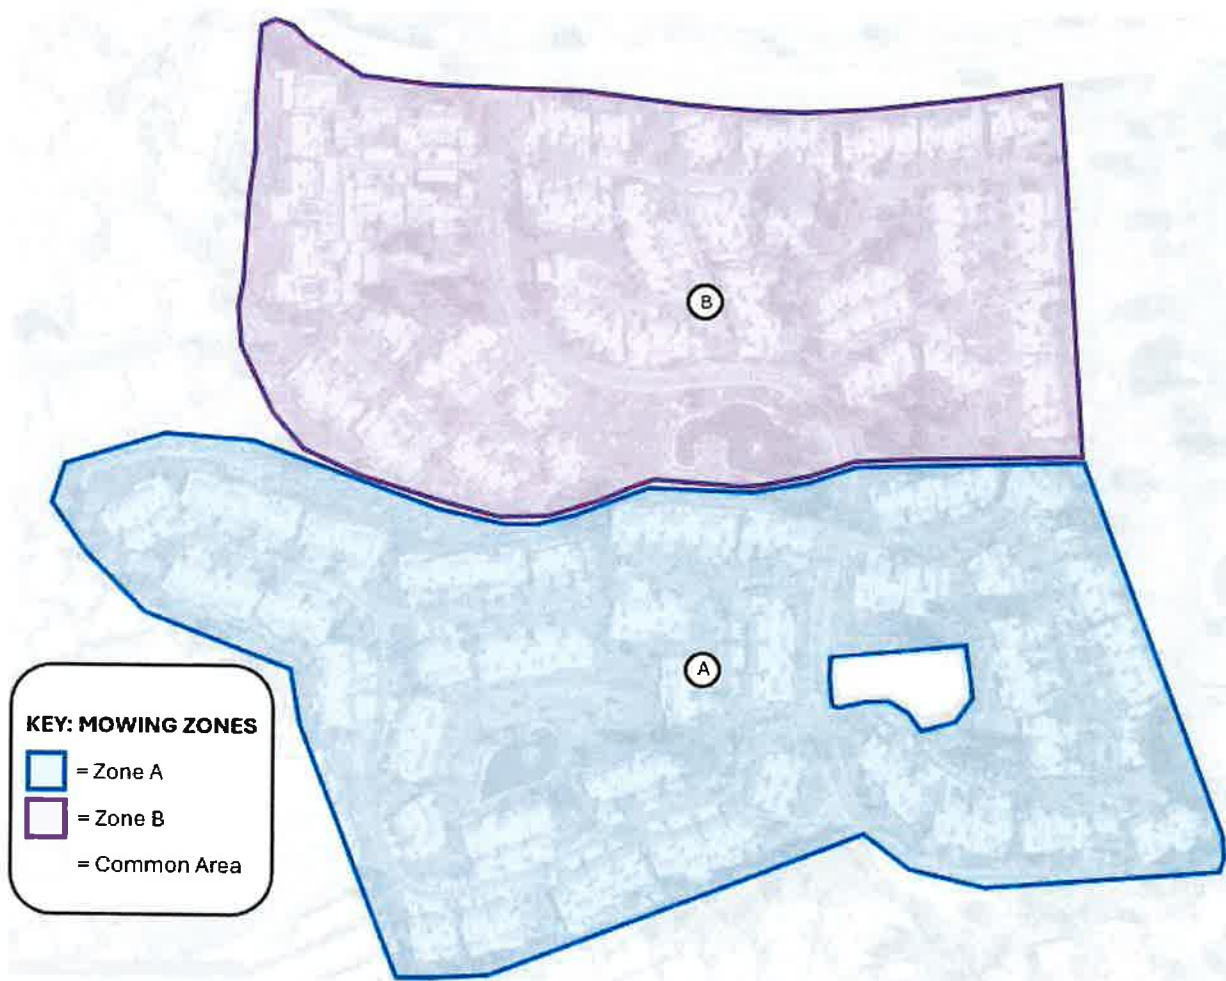 B
A
KEY: MOWING ZONES
= Zone A
= Zone B
= Common Area